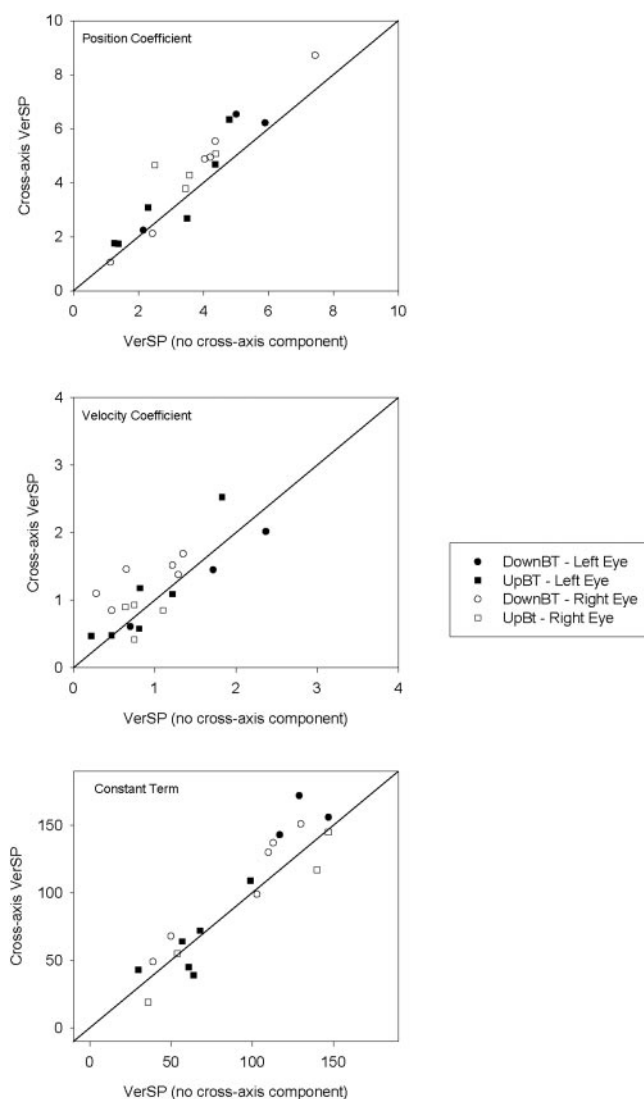 10
Position Coefficient
8
6
4
2
0
Cross-axis VerSP
0 2 4 6 8 10
VerSP (no cross-axis component)
4
Velocity Coefficient
3
2
1
0
Cross-axis VerSP
0 1 2 3 4
VerSP (no cross-axis component)
DownBT - Left Eye
UpBT - Left Eye
DownBT - Right Eye
UpBt - Right Eye
Constant Term
150
100
50
0
Cross-axis VerSP
0 50 100 150
VerSP (no cross-axis component)